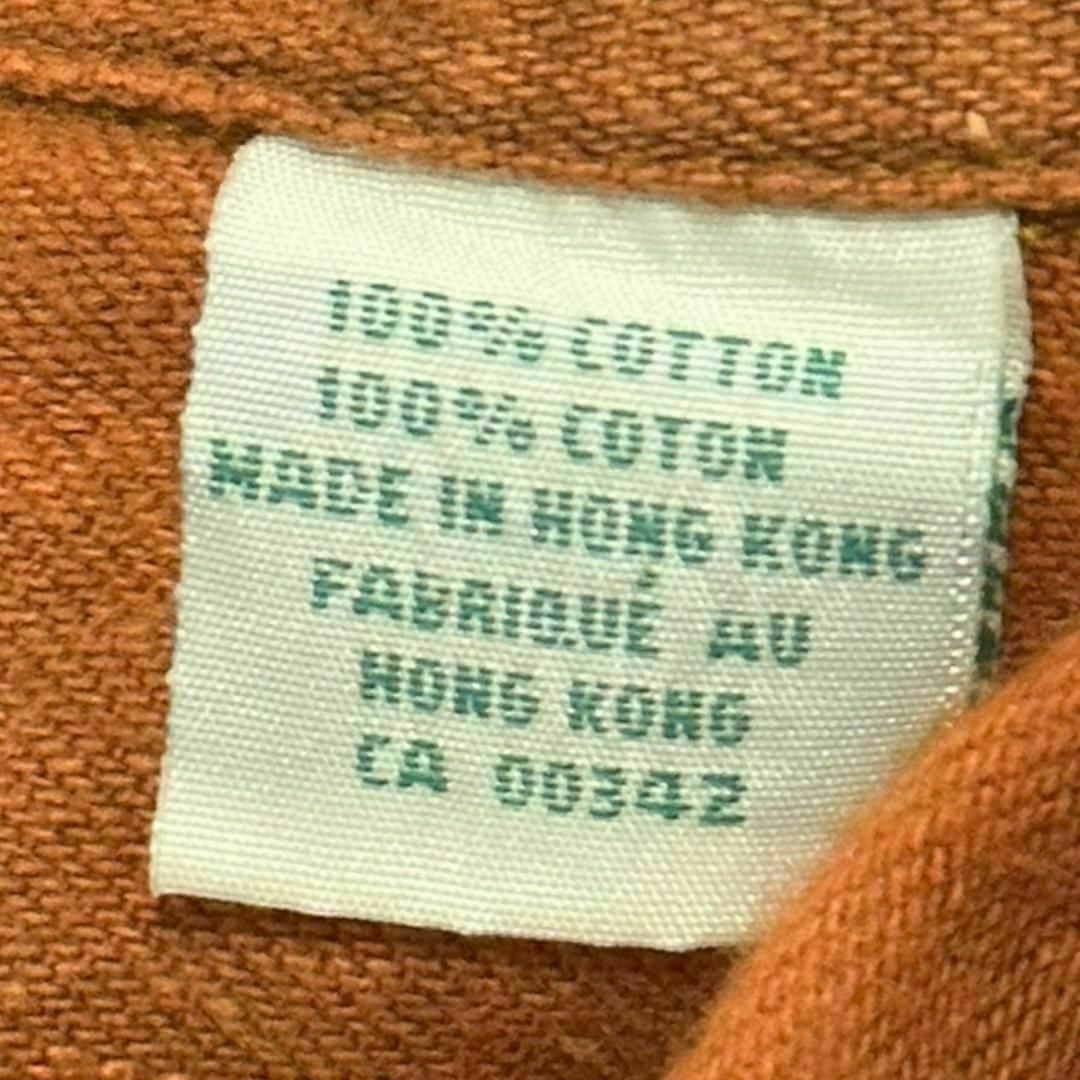 100% COTTON
100% COTON
MADE IN HONG KONG
FABRIQUÉ AU
HONG KONG
CA 00342